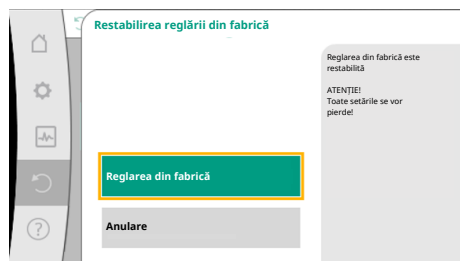 Restabilirea reglării din fabrică
Reglarea din fabrică este
restabilită
ATENȚIE!
Toate setările se vor
pierde!
Reglarea din fabrică
Anulare
?